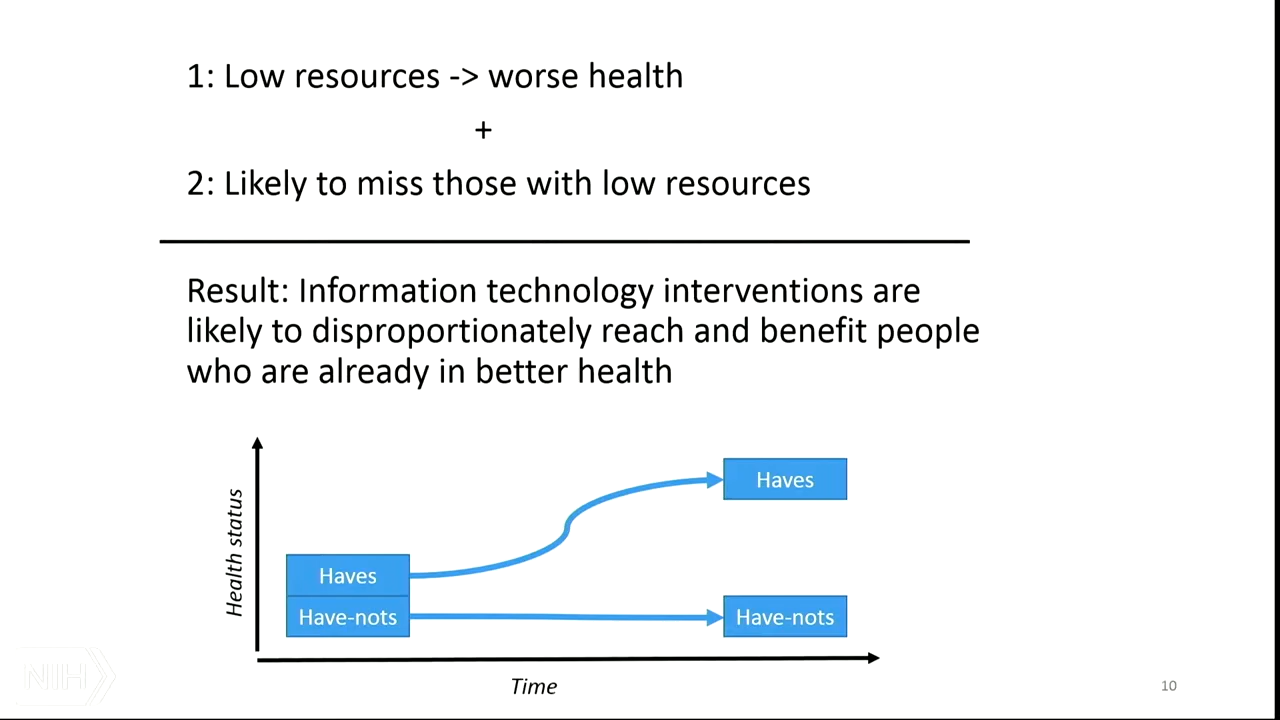 1: Low resources -> worse health
+
2: Likely to miss those with low resources
Result: Information technology interventions are
likely to disproportionately reach and benefit people
who are already in better health
Health status
Haves
Haves
Have-nots
Have-nots
Time
NIH
10